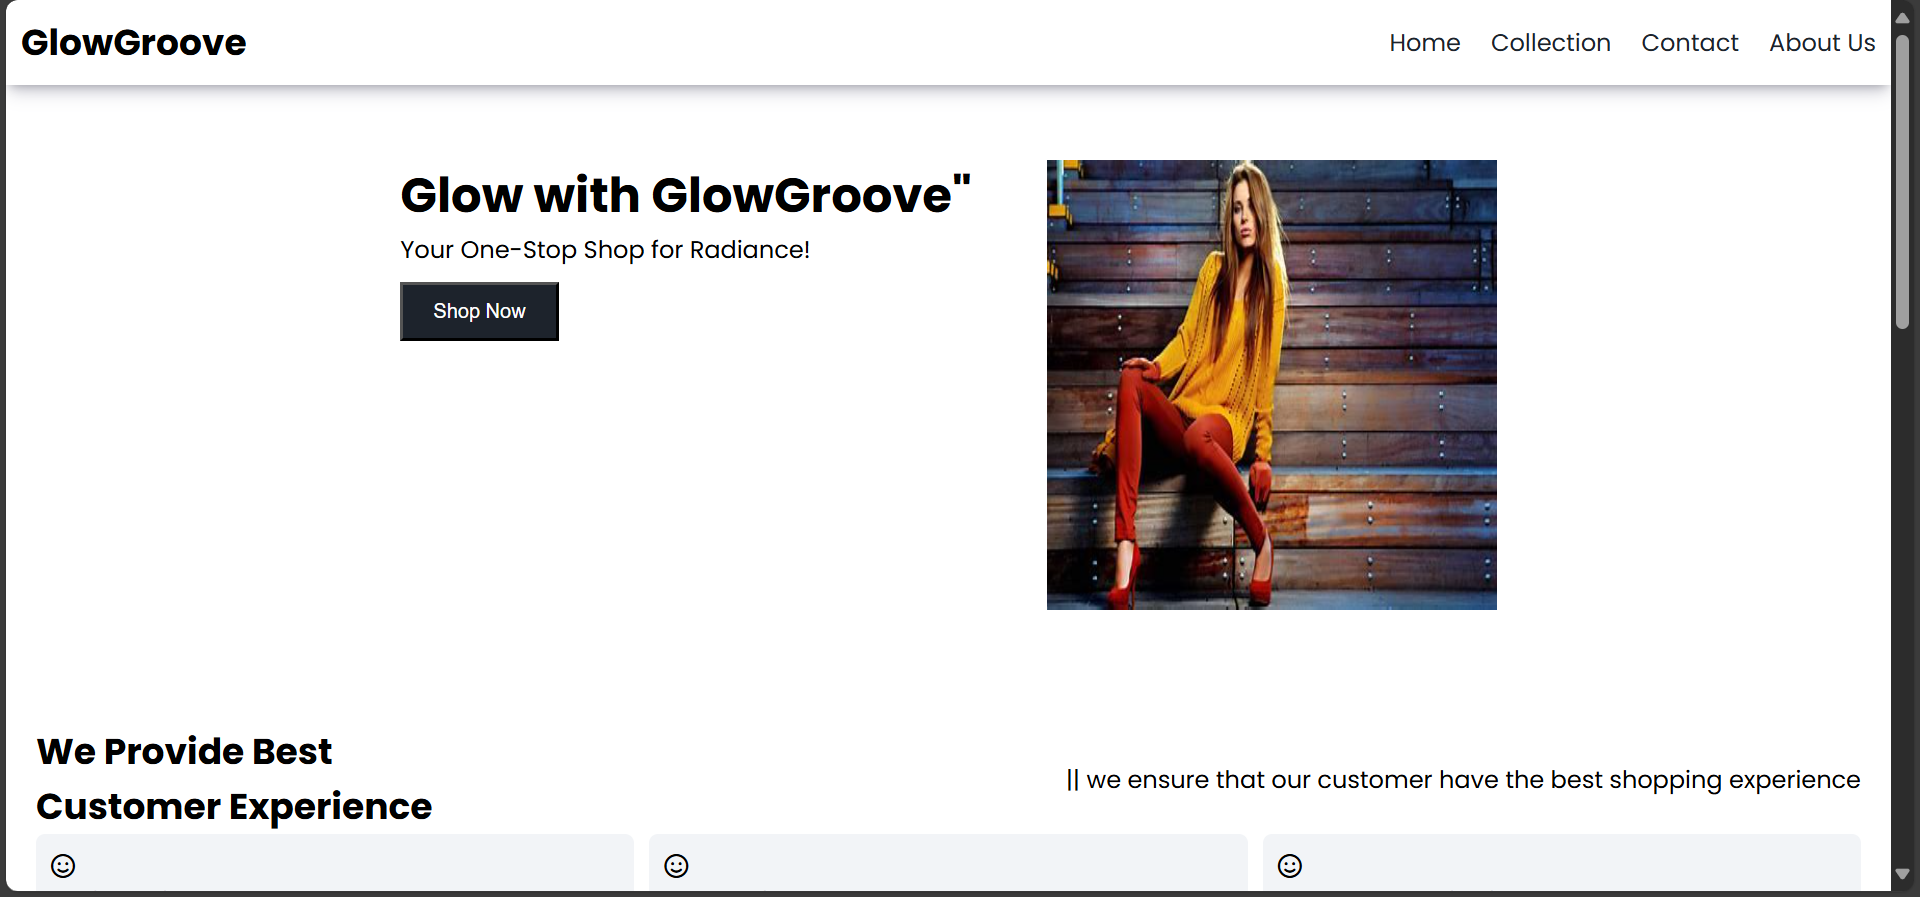 GlowGroove
Home Collection Contact About Us
Glow with GlowGroove"
Your One-Stop Shop for Radiance!
Shop Now
We Provide Best
Customer Experience
|| we ensure that our customer have the best shopping experience